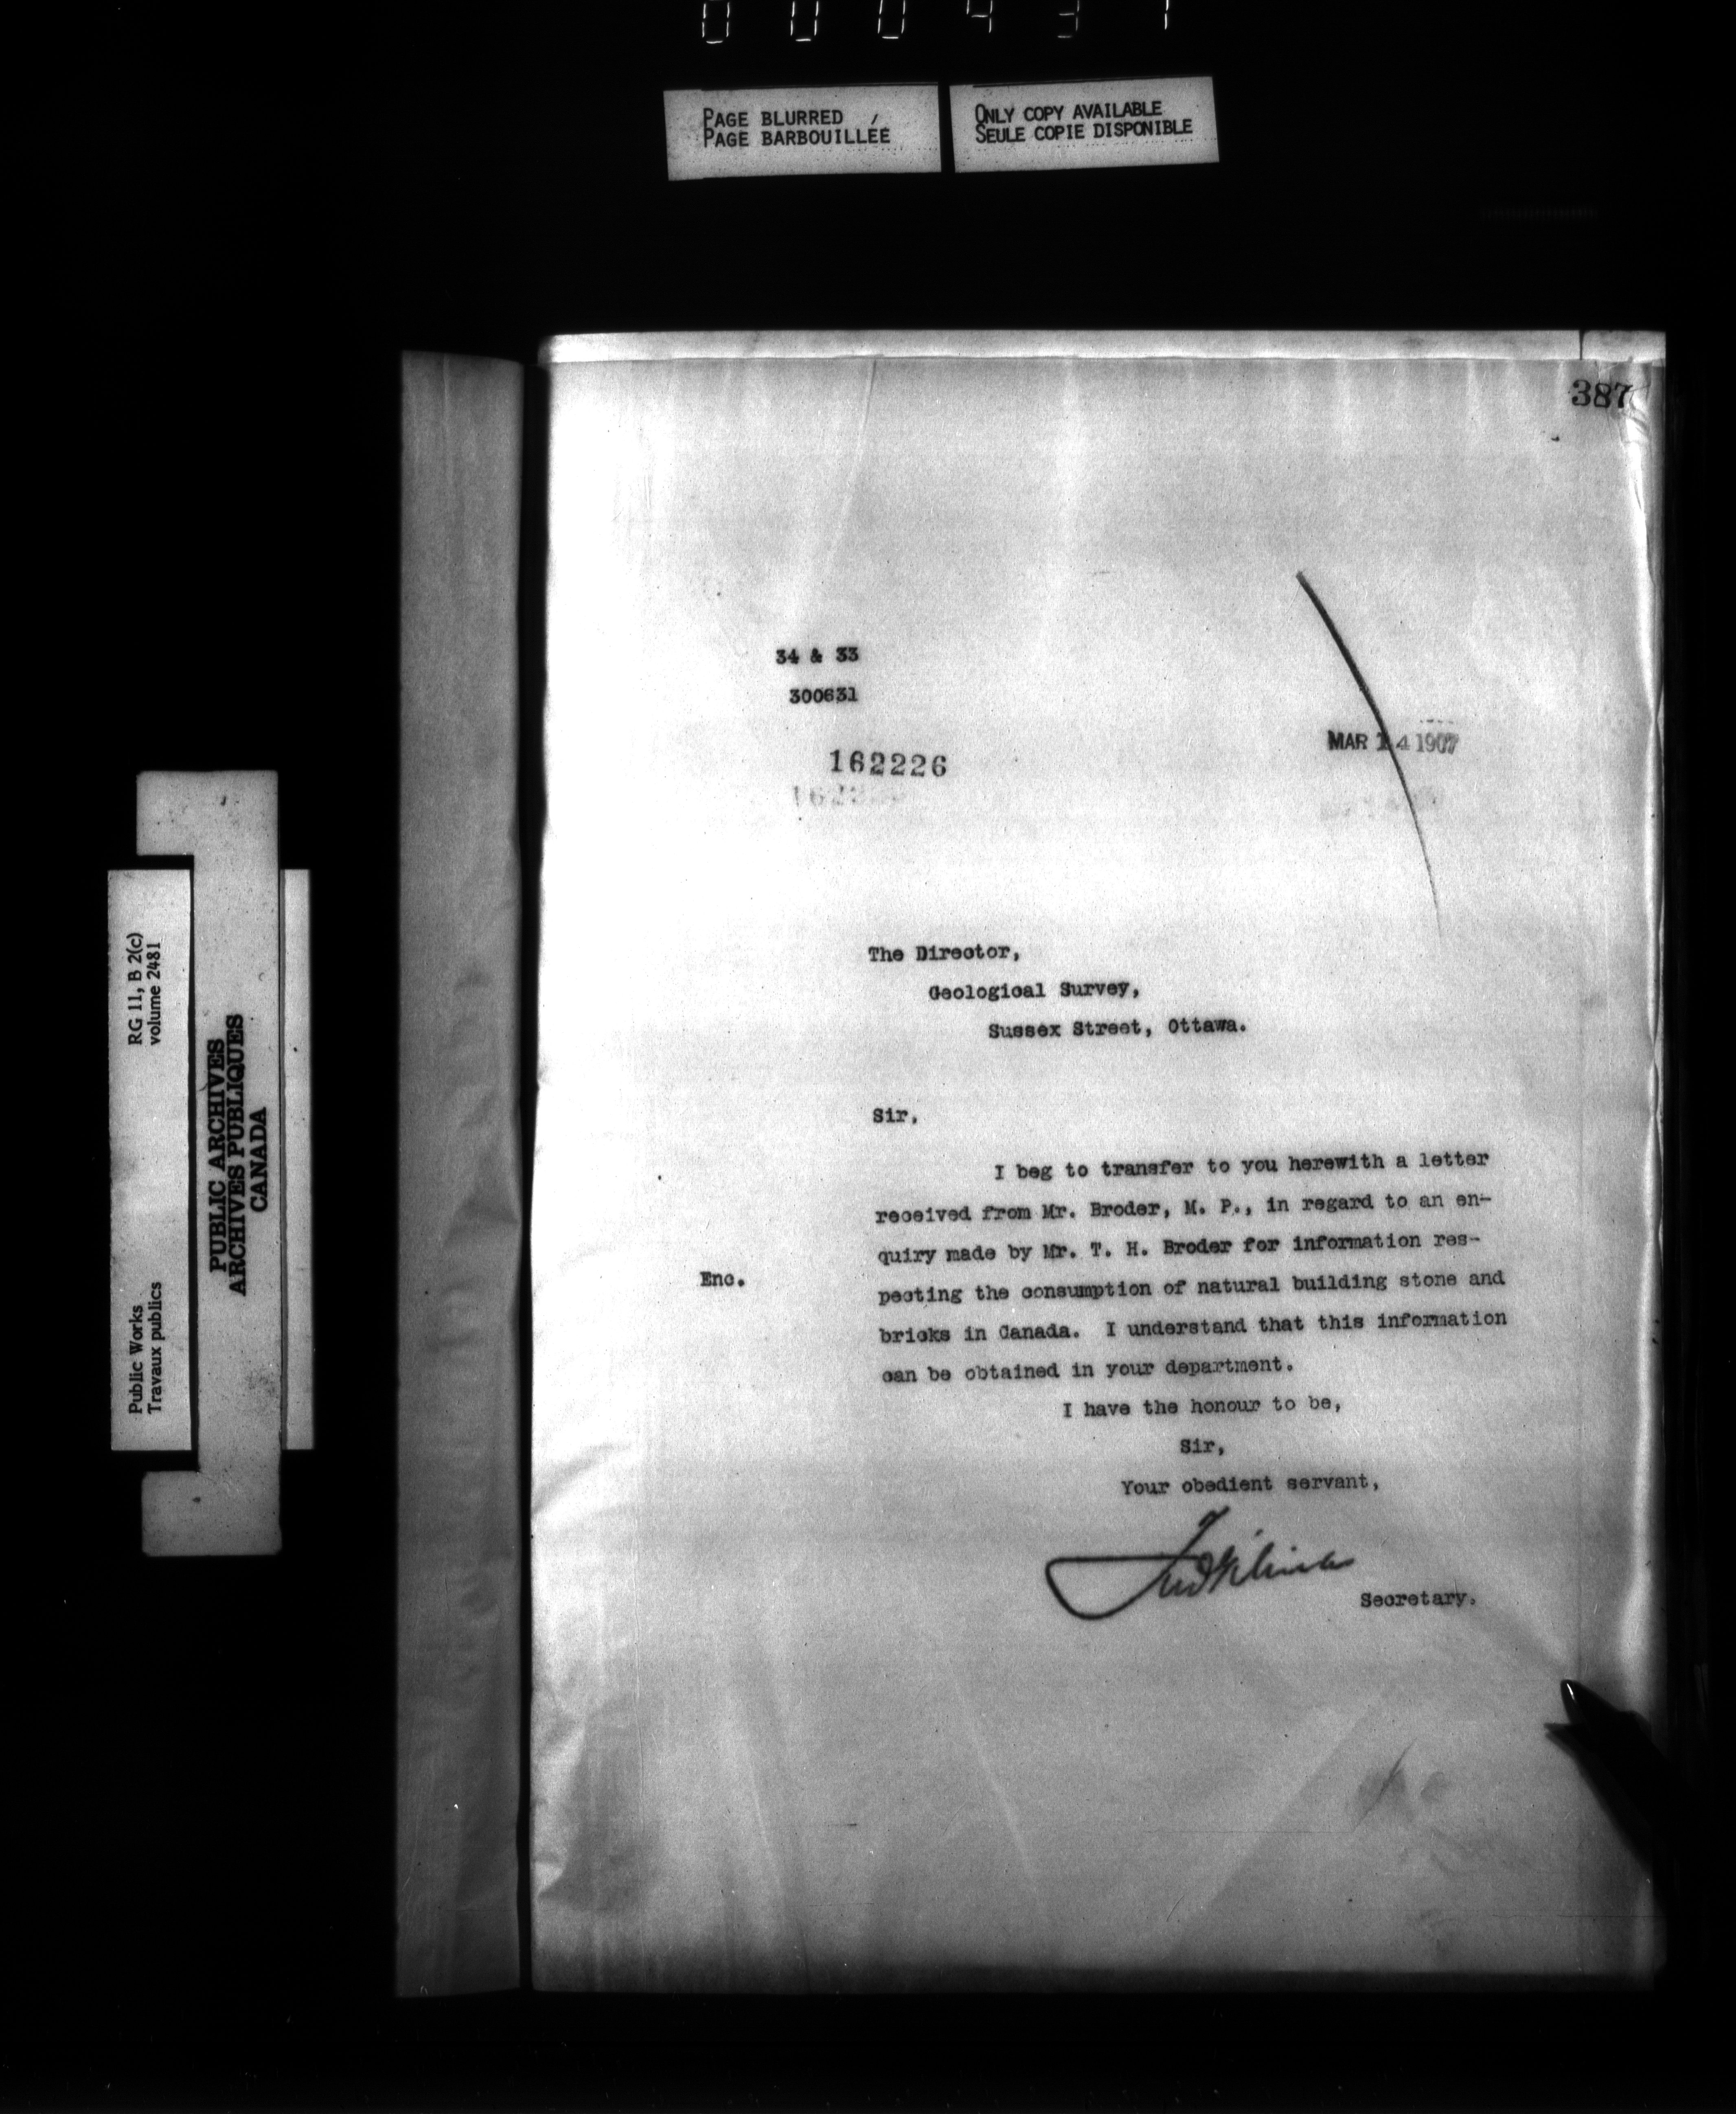 PAGE BLURRED
PAGE BARBOUILLÉE
ONLY COPY AVAILABLE
SEULE COPIE DISPONIBLE
387
34 & 33
300631
162226
MAR 14 1907
The Director,
Geological Survey,
Sussex Street, Ottawa.
Sir,
I beg to transfer to you herewith a letter
received from Mr. Broder, M. P., in regard to an en-
quiry made by Mr. T. H. Broder for information res-
Enc.
pecting the consumption of natural building stone and
bricks in Canada. I understand that this information
can be obtained in your department.
I have the honour to be,
Sir,
Your obedient servant,
Secretary.
RG 11, B 2(c)
volume 2481
Public Works
Travaux publics
PUBLIC ARCHIVES
ARCHIVES PUBLIQUES
CANADA